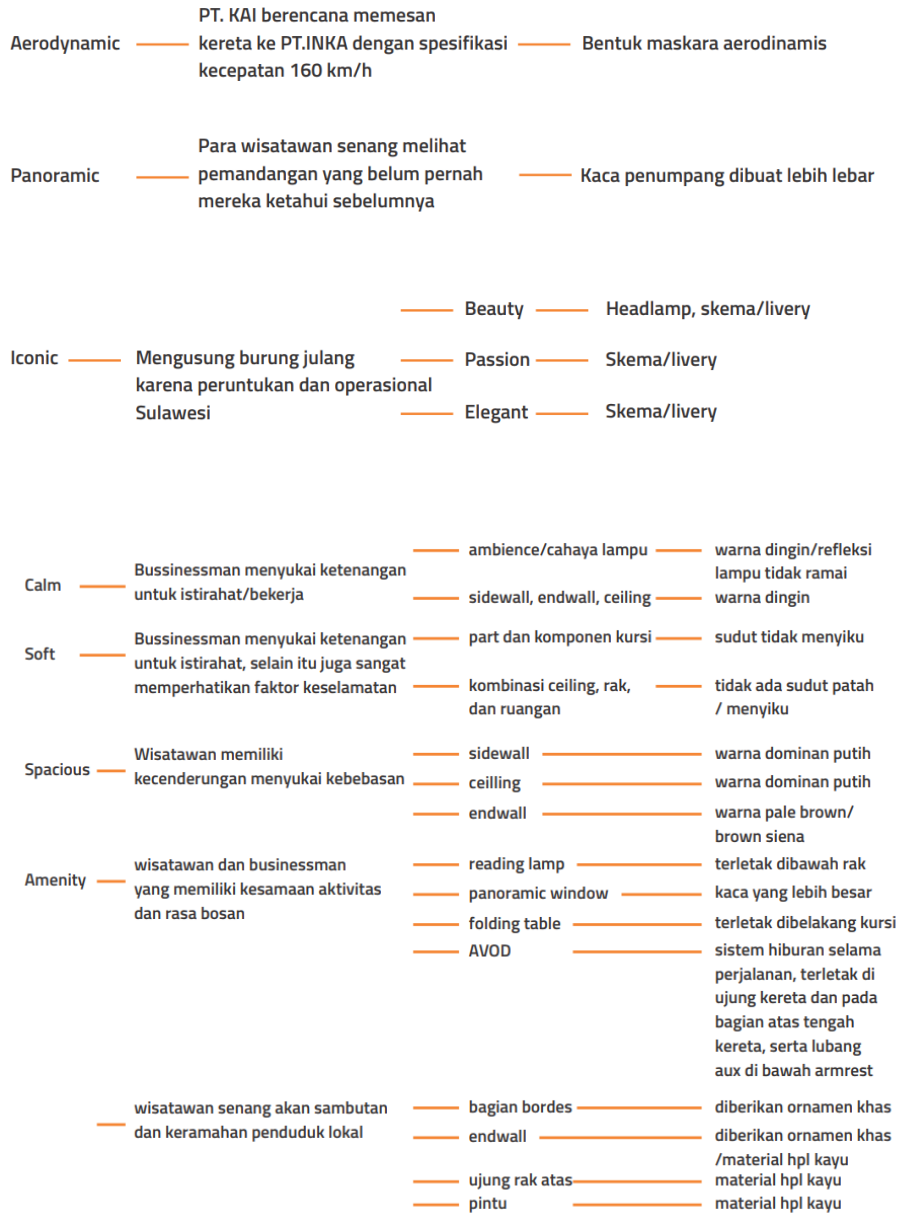 Aerodynamic
PT. KAI berencana memesan
kereta ke PT.INKA dengan spesifikasi
kecepatan 160 km/h
Bentuk maskara aerodinamis
Panoramic
Para wisatawan senang melihat
pemandangan yang belum pernah
mereka ketahui sebelumnya
Kaca penumpang dibuat lebih lebar
Iconic
Mengusung burung julang
karena peruntukan dan operasional
Sulawesi
Beauty
Headlamp, skema/livery
Passion
Skema/livery
Elegant
Skema/livery
Calm
Bussinessman menyukai ketenangan
untuk istirahat/bekerja
ambience/cahaya lampu
warna dingin/refleksi
lampu tidak ramai
sidewall, endwall, ceiling
warna dingin
Soft
Bussinessman menyukai ketenangan
untuk istirahat, selain itu juga sangat
memperhatikan faktor keselamatan
part dan komponen kursi
sudut tidak menyiku
kombinasi ceiling, rak,
dan ruangan
tidak ada sudut patah
/ menyiku
Spacious
Wisatawan memiliki
kecenderungan menyukai kebebasan
sidewall
warna dominan putih
ceilling
warna dominan putih
endwall
warna pale brown/
brown siena
Amenity
wisatawan dan businessman
yang memiliki kesamaan aktivitas
dan rasa bosan
reading lamp
terletak dibawah rak
panoramic window
kaca yang lebih besar
folding table
terletak dibelakang kursi
AVOD
sistem hiburan selama
perjalanan, terletak di
ujung kereta dan pada
bagian atas tengah
kereta, serta lubang
aux di bawah armrest
wisatawan senang akan sambutan
dan keramahan penduduk lokal
bagian bordes
diberikan ornamen khas
endwall
diberikan ornamen khas
/material hpl kayu
ujung rak atas
material hpl kayu
pintu
material hpl kayu